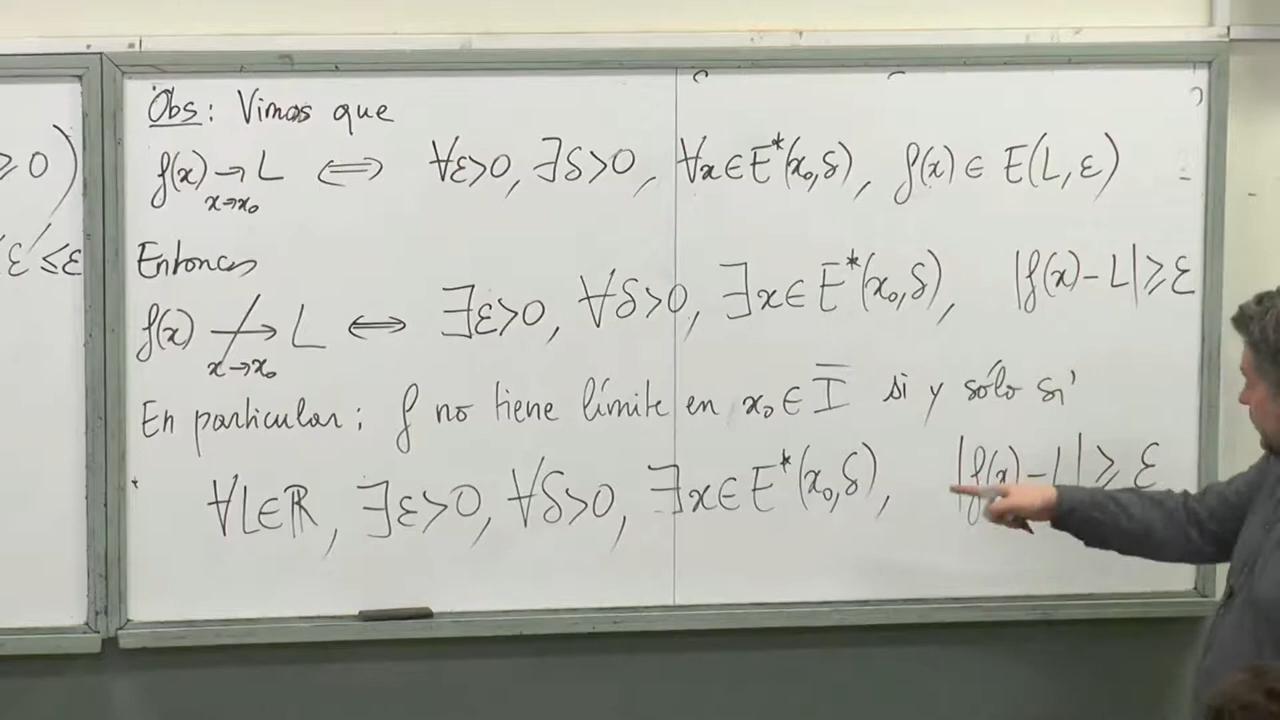 ≥ 0)
ε' ≤ ε
Obs: Vimos que
f(x) → L ⟺ ∀ε>0, ∃δ>0, ∀x∈E*(x₀,δ), f(x)∈E(L,ε)
x→x₀
Entonces
f(x) ↛ L ⟺ ∃ε>0, ∀δ>0, ∃x∈E*(x₀,δ), |f(x)-L|≥ε
x→x₀
En particular: f no tiene límite en x₀∈Ī si y sólo si
∀L∈ℝ, ∃ε>0, ∀δ>0, ∃x∈E*(x₀,δ), |f(x)-L|≥ε